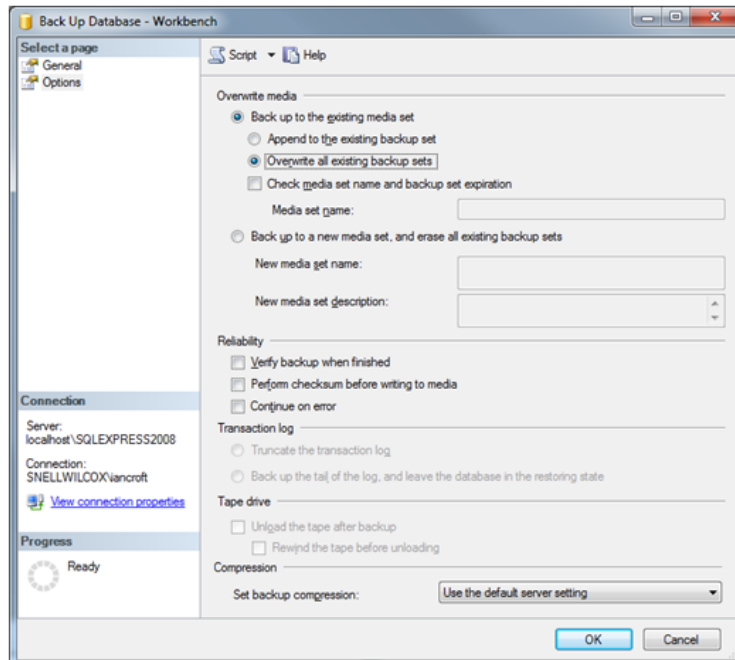 Back Up Database - Workbench
Select a page
General
Options
Script
Help
Overwrite media
Back up to the existing media set
Append to the existing backup set
Overwrite all existing backup sets
Check media set name and backup set expiration
Media set name:
Back up to a new media set, and erase all existing backup sets
New media set name:
New media set description:
Reliability
Verify backup when finished
Perform checksum before writing to media
Continue on error
Transaction log
Truncate the transaction log
Back up the tail of the log, and leave the database in the restoring state
Tape drive
Unload the tape after backup
Rewind the tape before unloading
Compression
Set backup compression:
Use the default server setting
Connection
Server:
localhost\SQLEXPRESS2008
Connection:
SNELLWILCOX\iancroft
View connection properties
Progress
Ready
OK
Cancel